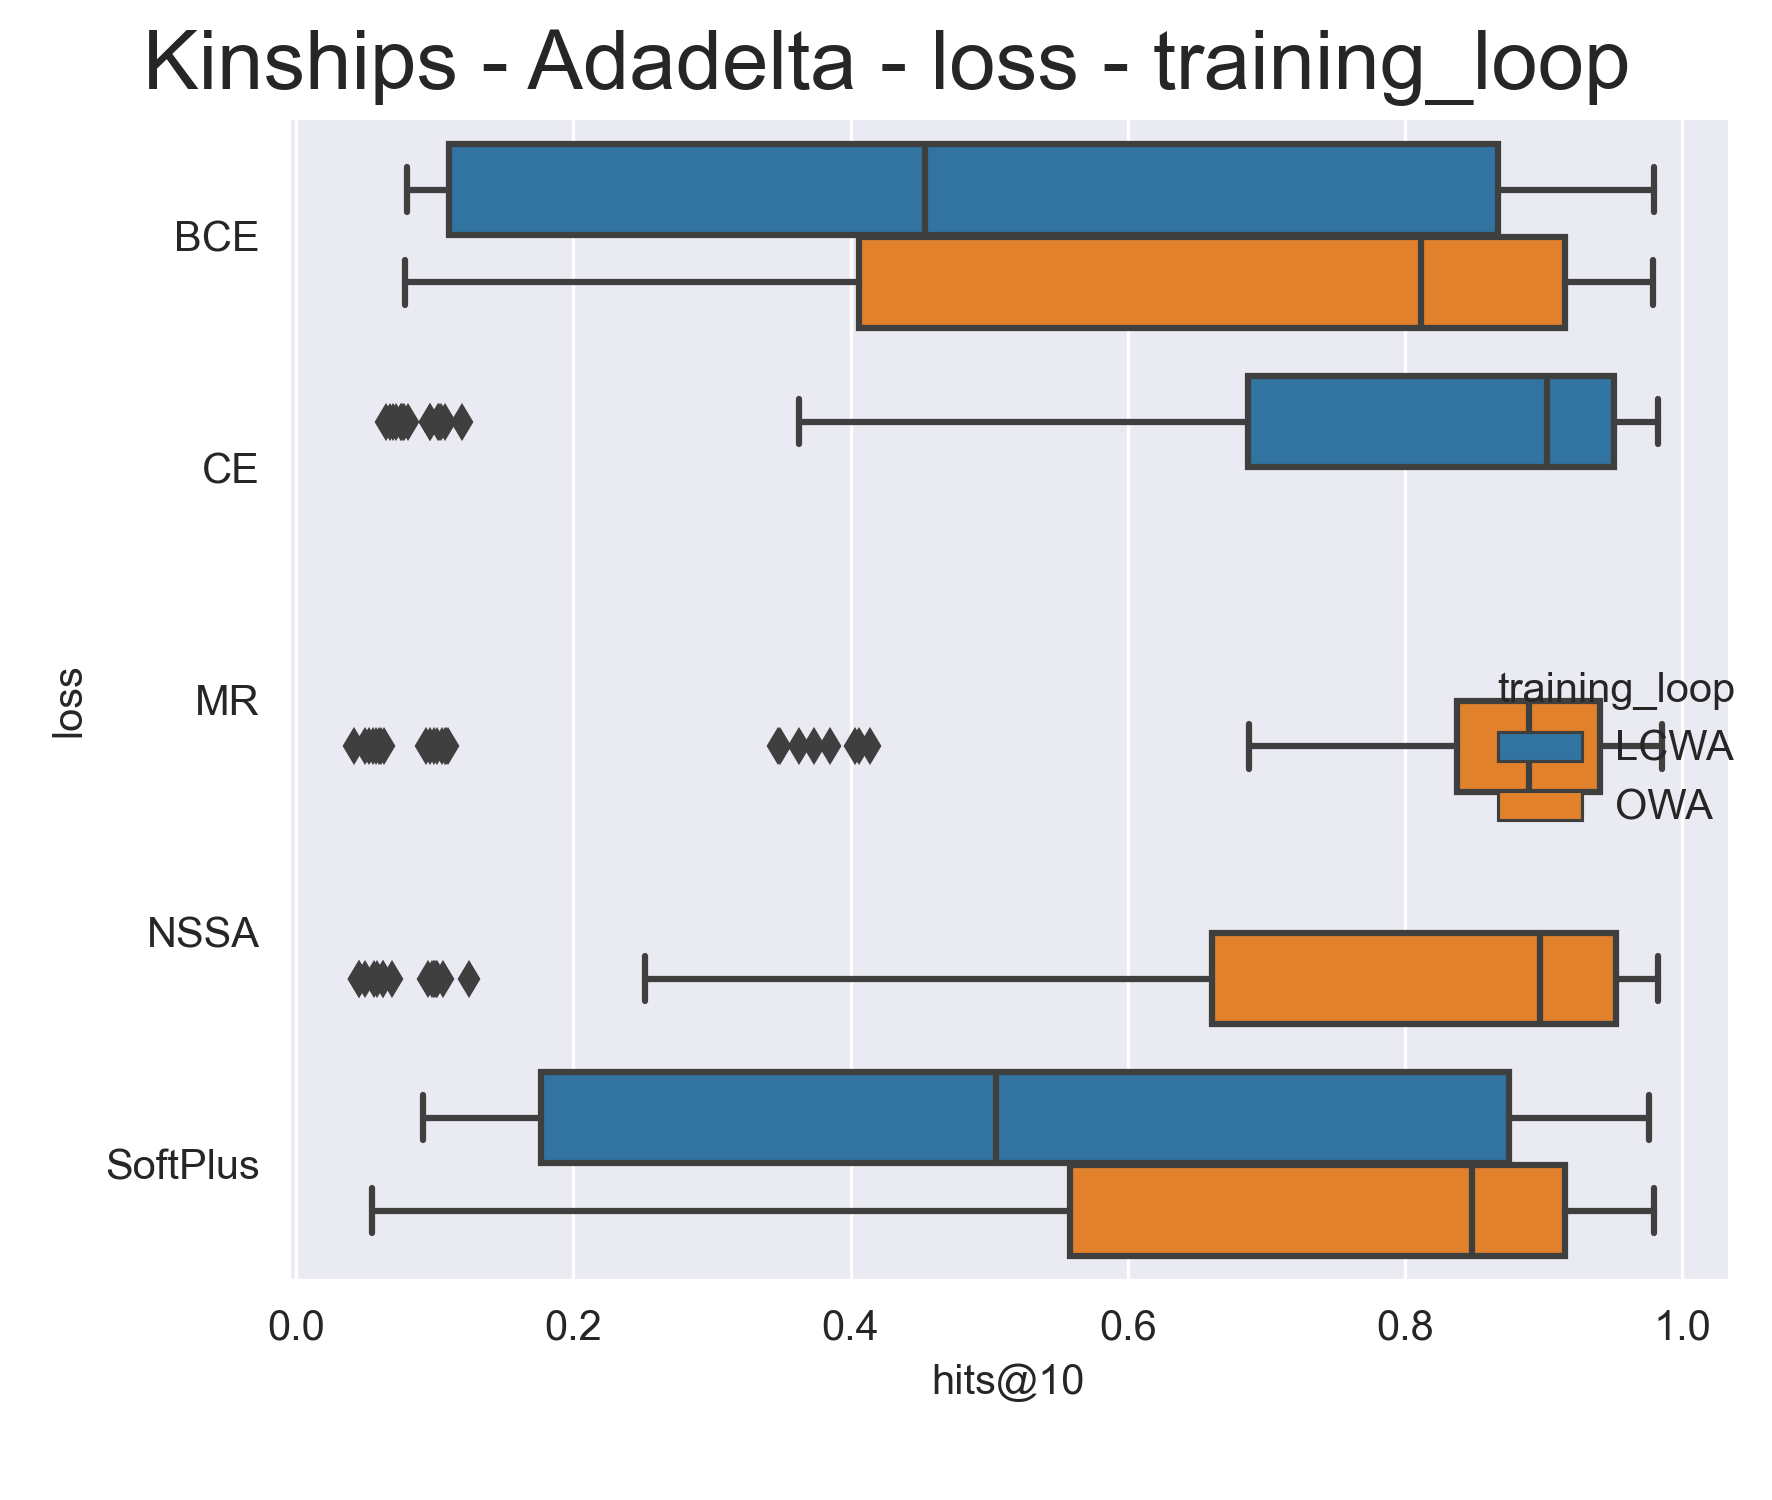 Kinships - Adadelta - loss - training_loop
BCE
CE
MR
NSSA
SoftPlus
loss
training_loop
LCWA
OWA
0.0 0.2 0.4 0.6 0.8 1.0
hits@10